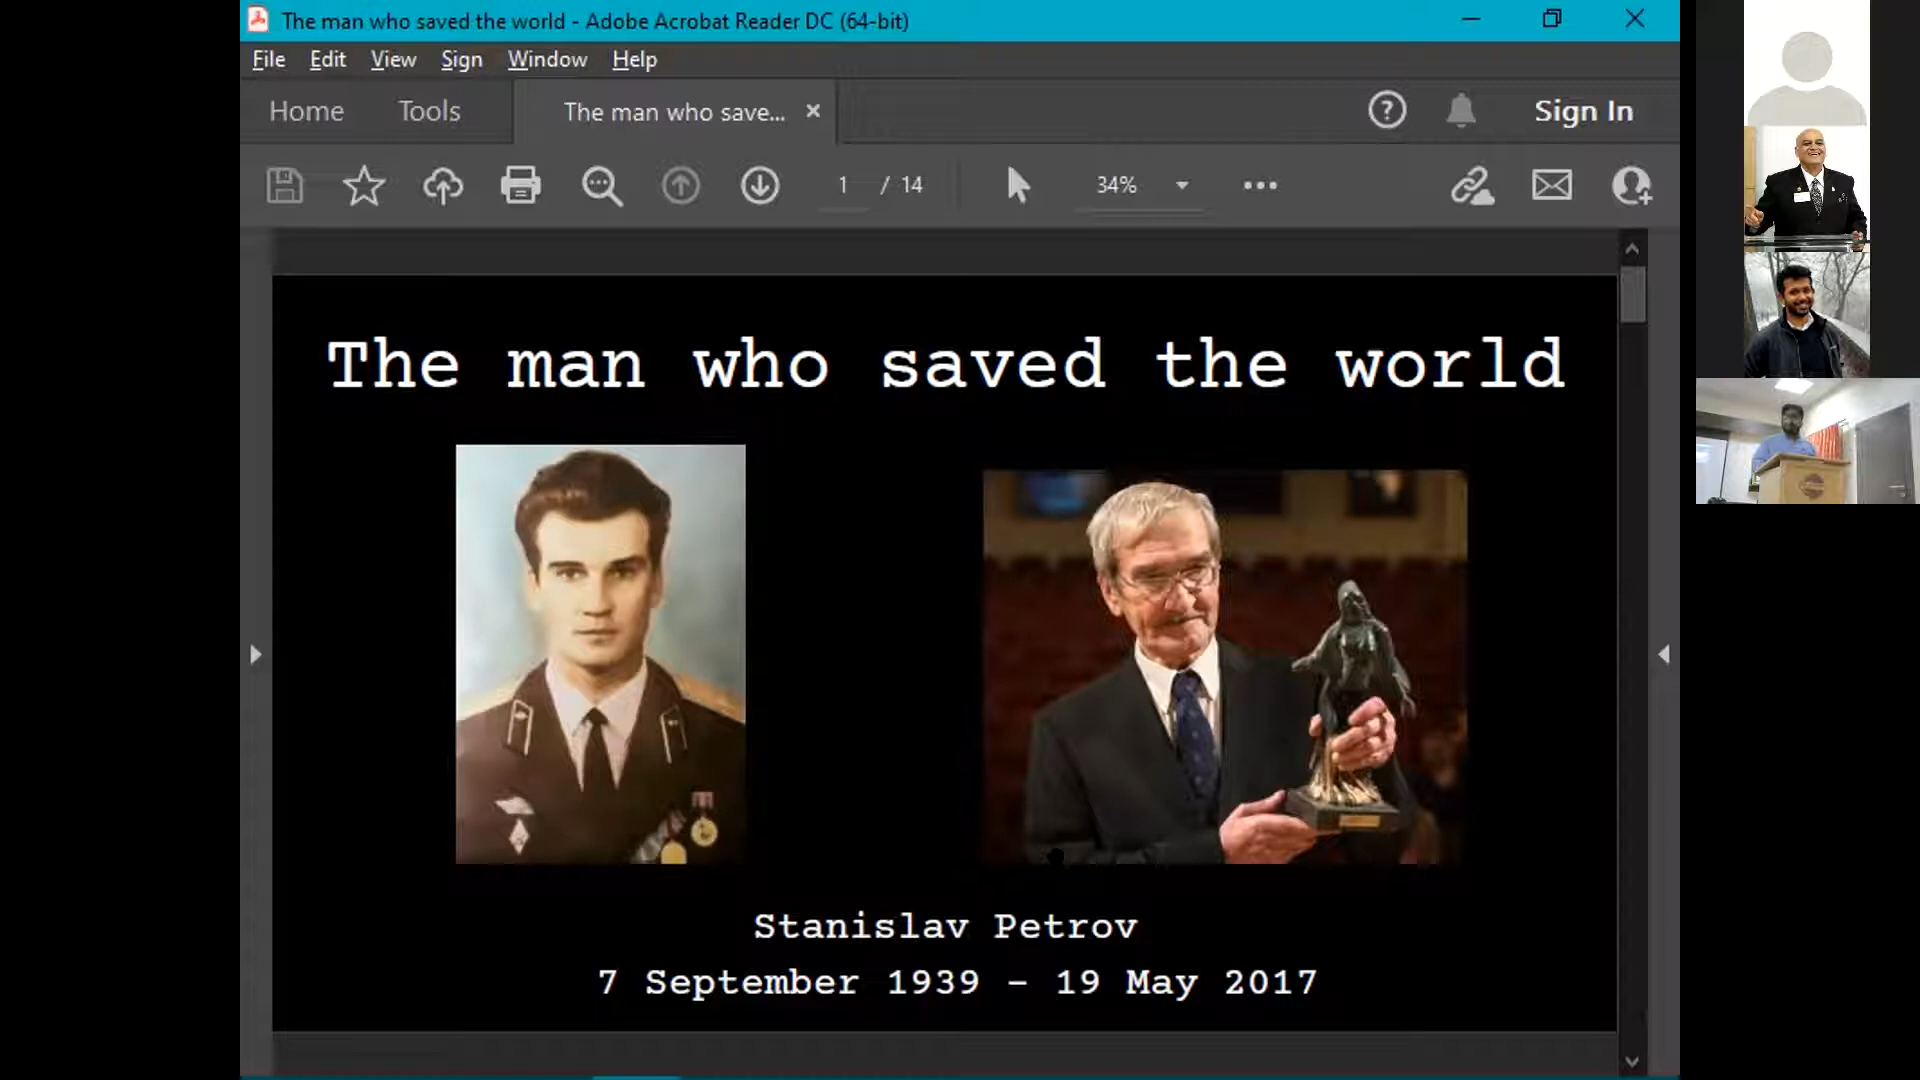 The man who saved the world - Adobe Acrobat Reader DC (64-bit)
File Edit View Sign Window Help
Home Tools The man who save... Sign In
1 / 14 34%
The man who saved the world
Stanislav Petrov
7 September 1939 – 19 May 2017